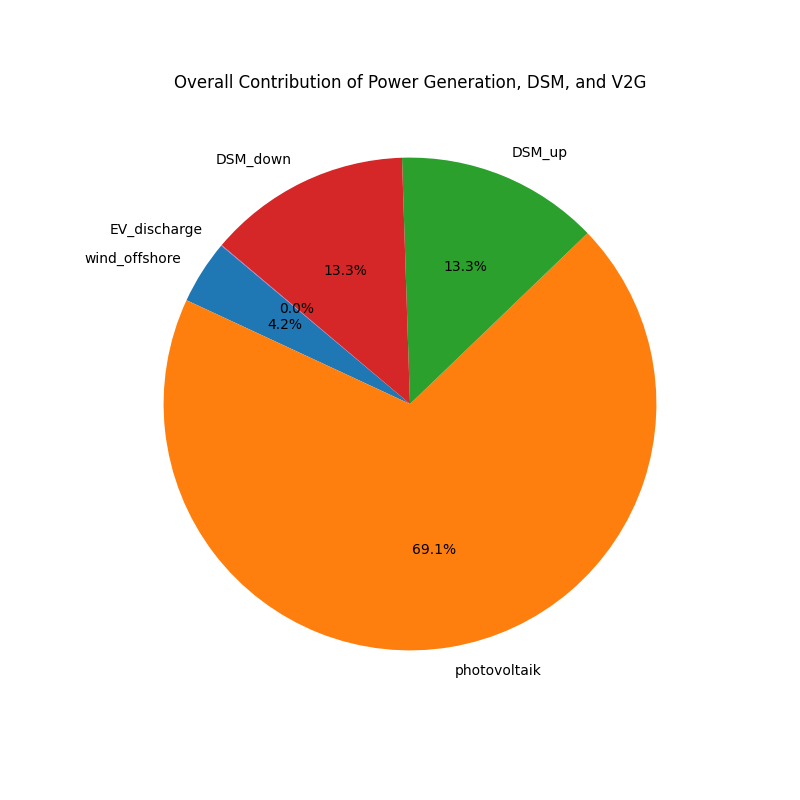 Overall Contribution of Power Generation, DSM, and V2G
DSM_up
DSM_down
EV_discharge
wind_offshore
13.3%
13.3%
0.0%
4.2%
69.1%
photovoltaik